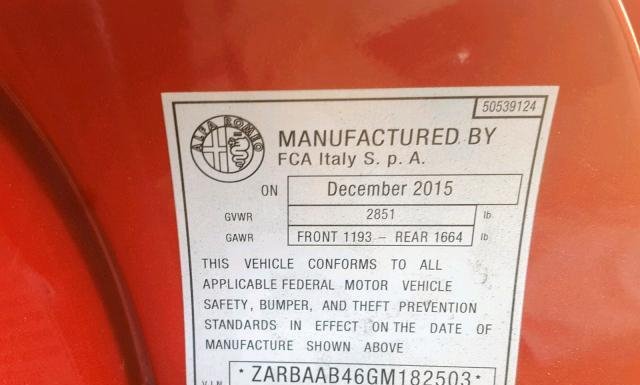 50539124
ALFA ROMEO
MANUFACTURED BY
FCA Italy S. p. A.
ON December 2015
GVWR 2851 lb
GAWR FRONT 1193 – REAR 1664 lb
THIS VEHICLE CONFORMS TO ALL
APPLICABLE FEDERAL MOTOR VEHICLE
SAFETY, BUMPER, AND THEFT PREVENTION
STANDARDS IN EFFECT ON THE DATE OF
MANUFACTURE SHOWN ABOVE
V.I.N. * ZARBAAB46GM182503 *